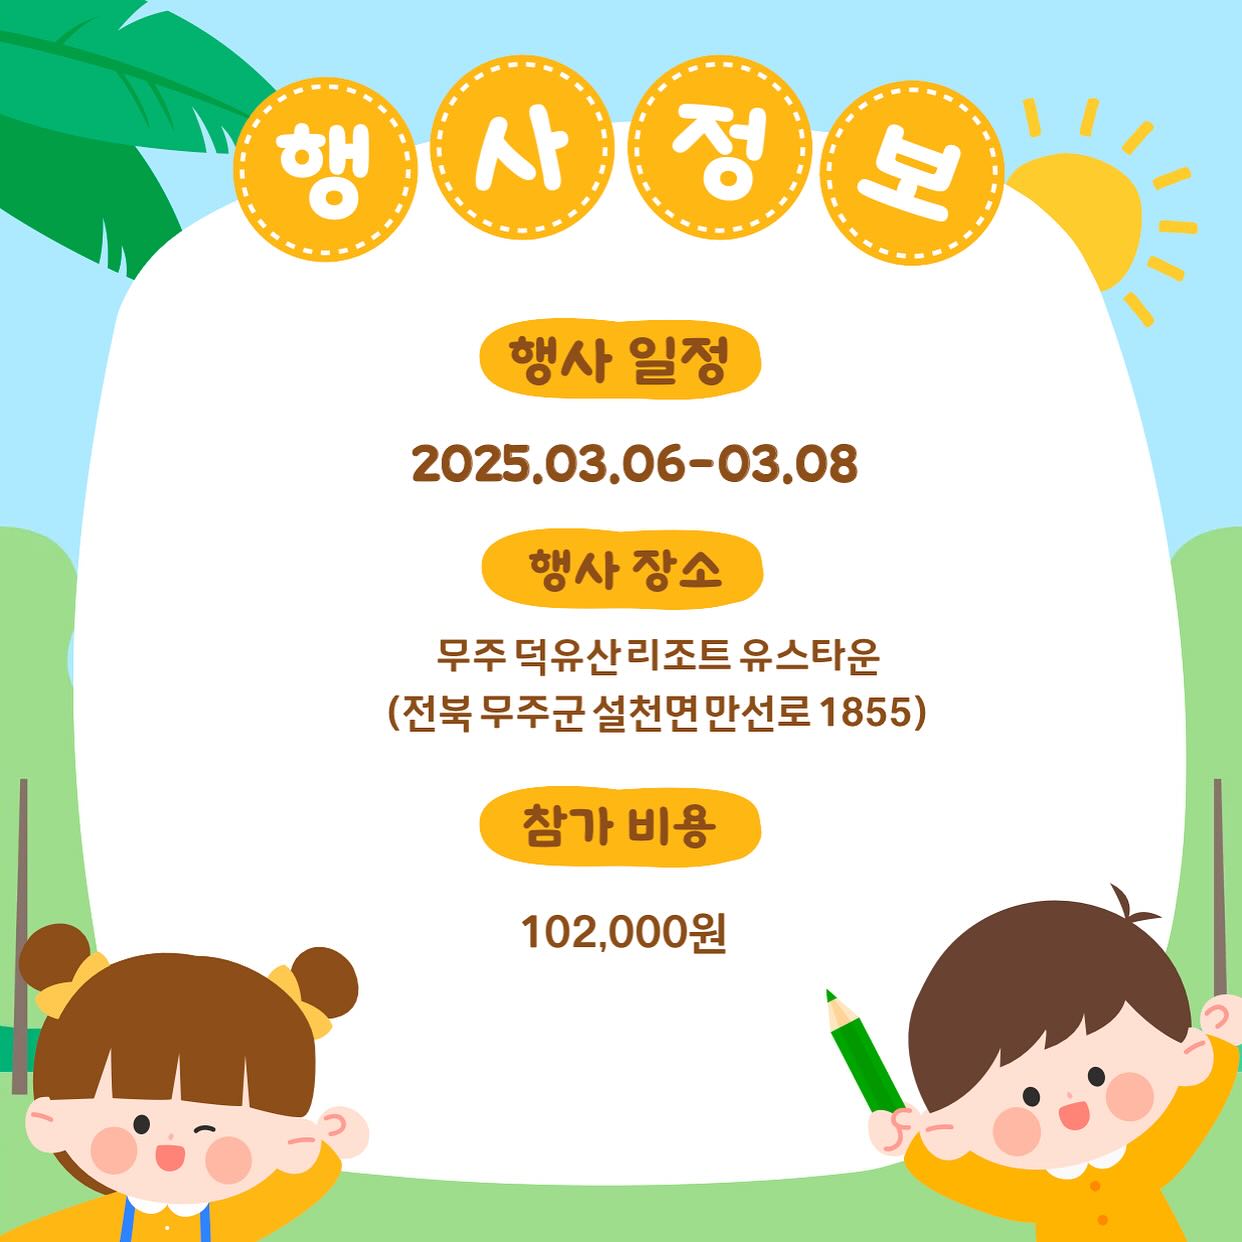 행사정보
행사 일정
2025.03.06-03.08
행사 장소
무주 덕유산리조트 유스타운
(전북 무주군 설천면만선로 1855)
참가 비용
102,000원